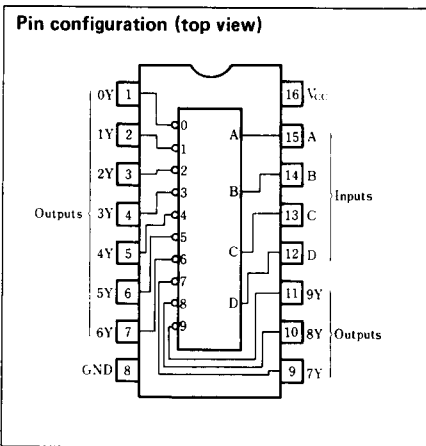 Pin configuration (top view)
0Y 1
1Y 2
2Y 3
3Y 4
4Y 5
5Y 6
6Y 7
GND 8
Outputs
0
1
2
3
4
5
6
7
8
9
A
B
C
D
16 VCC
15 A
14 B
13 C
12 D
Inputs
11 9Y
10 8Y
9 7Y
Outputs